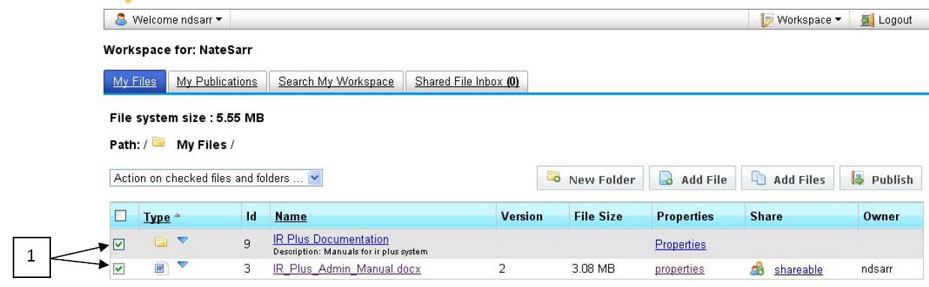 Welcome ndsarr Workspace Logout
Workspace for: NateSarr
My Files My Publications Search My Workspace Shared File Inbox (0)
File system size : 5.55 MB
Path: / My Files /
Action on checked files and folders ... New Folder Add File Add Files Publish
Type Id Name Version File Size Properties Share Owner
9 IR Plus Documentation Properties
Description: Manuals for ir plus system
1
3 IR_Plus_Admin_Manual.docx 2 3.08 MB properties shareable ndsarr